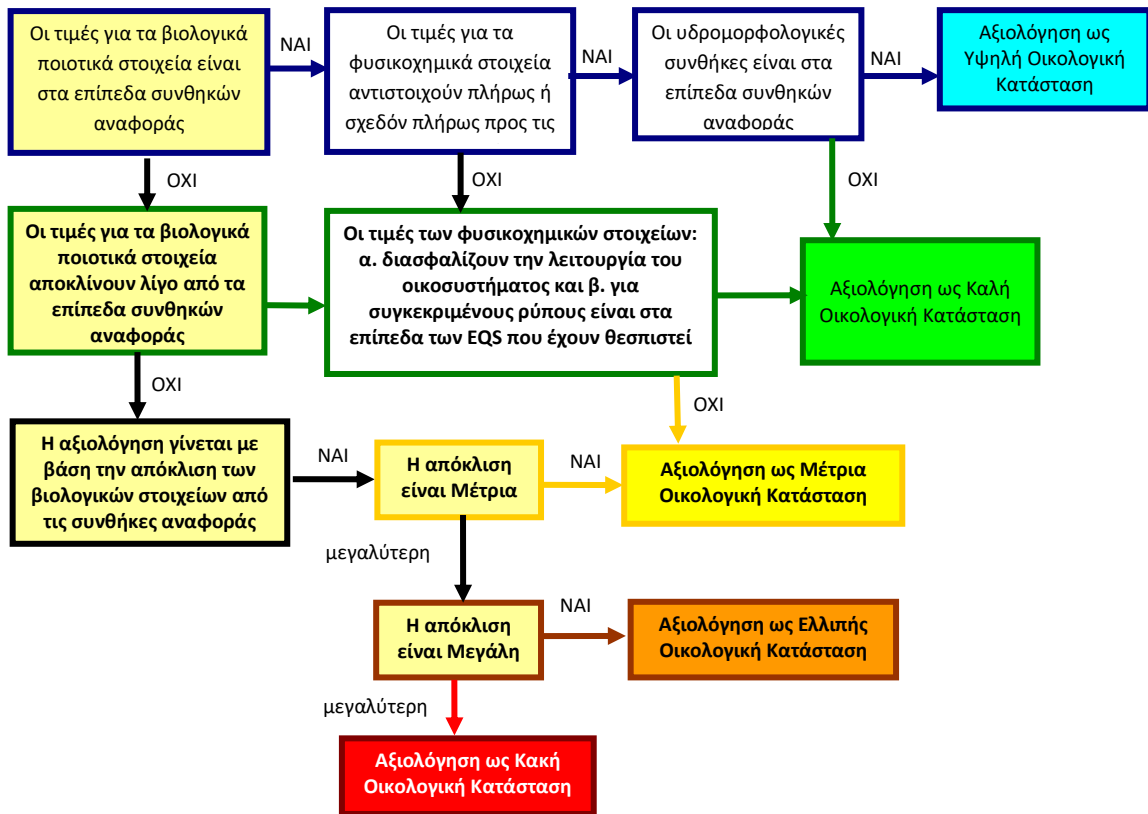 Οι τιμές για τα βιολογικά
ποιοτικά στοιχεία είναι
στα επίπεδα συνθηκών
αναφοράς
ΝΑΙ
Οι τιμές για τα
φυσικοχημικά στοιχεία
αντιστοιχούν πλήρως ή
σχεδόν πλήρως προς τις
ΝΑΙ
Οι υδρομορφολογικές
συνθήκες είναι στα
επίπεδα συνθηκών
αναφοράς
ΝΑΙ
Αξιολόγηση ως
Υψηλή Οικολογική
Κατάσταση
ΟΧΙ
ΟΧΙ
ΟΧΙ
Οι τιμές για τα βιολογικά
ποιοτικά στοιχεία
αποκλίνουν λίγο από τα
επίπεδα συνθηκών
αναφοράς
Οι τιμές των φυσικοχημικών στοιχείων:
α. διασφαλίζουν την λειτουργία του
οικοσυστήματος και β. για
συγκεκριμένους ρύπους είναι στα
επίπεδα των EQS που έχουν θεσπιστεί
Αξιολόγηση ως Καλή
Οικολογική Κατάσταση
ΟΧΙ
ΟΧΙ
Η αξιολόγηση γίνεται με
βάση την απόκλιση των
βιολογικών στοιχείων από
τις συνθήκες αναφοράς
ΝΑΙ
Η απόκλιση
είναι Μέτρια
ΝΑΙ
Αξιολόγηση ως Μέτρια
Οικολογική Κατάσταση
μεγαλύτερη
Η απόκλιση
είναι Μεγάλη
ΝΑΙ
Αξιολόγηση ως Ελλιπής
Οικολογική Κατάσταση
μεγαλύτερη
Αξιολόγηση ως Κακή
Οικολογική Κατάσταση